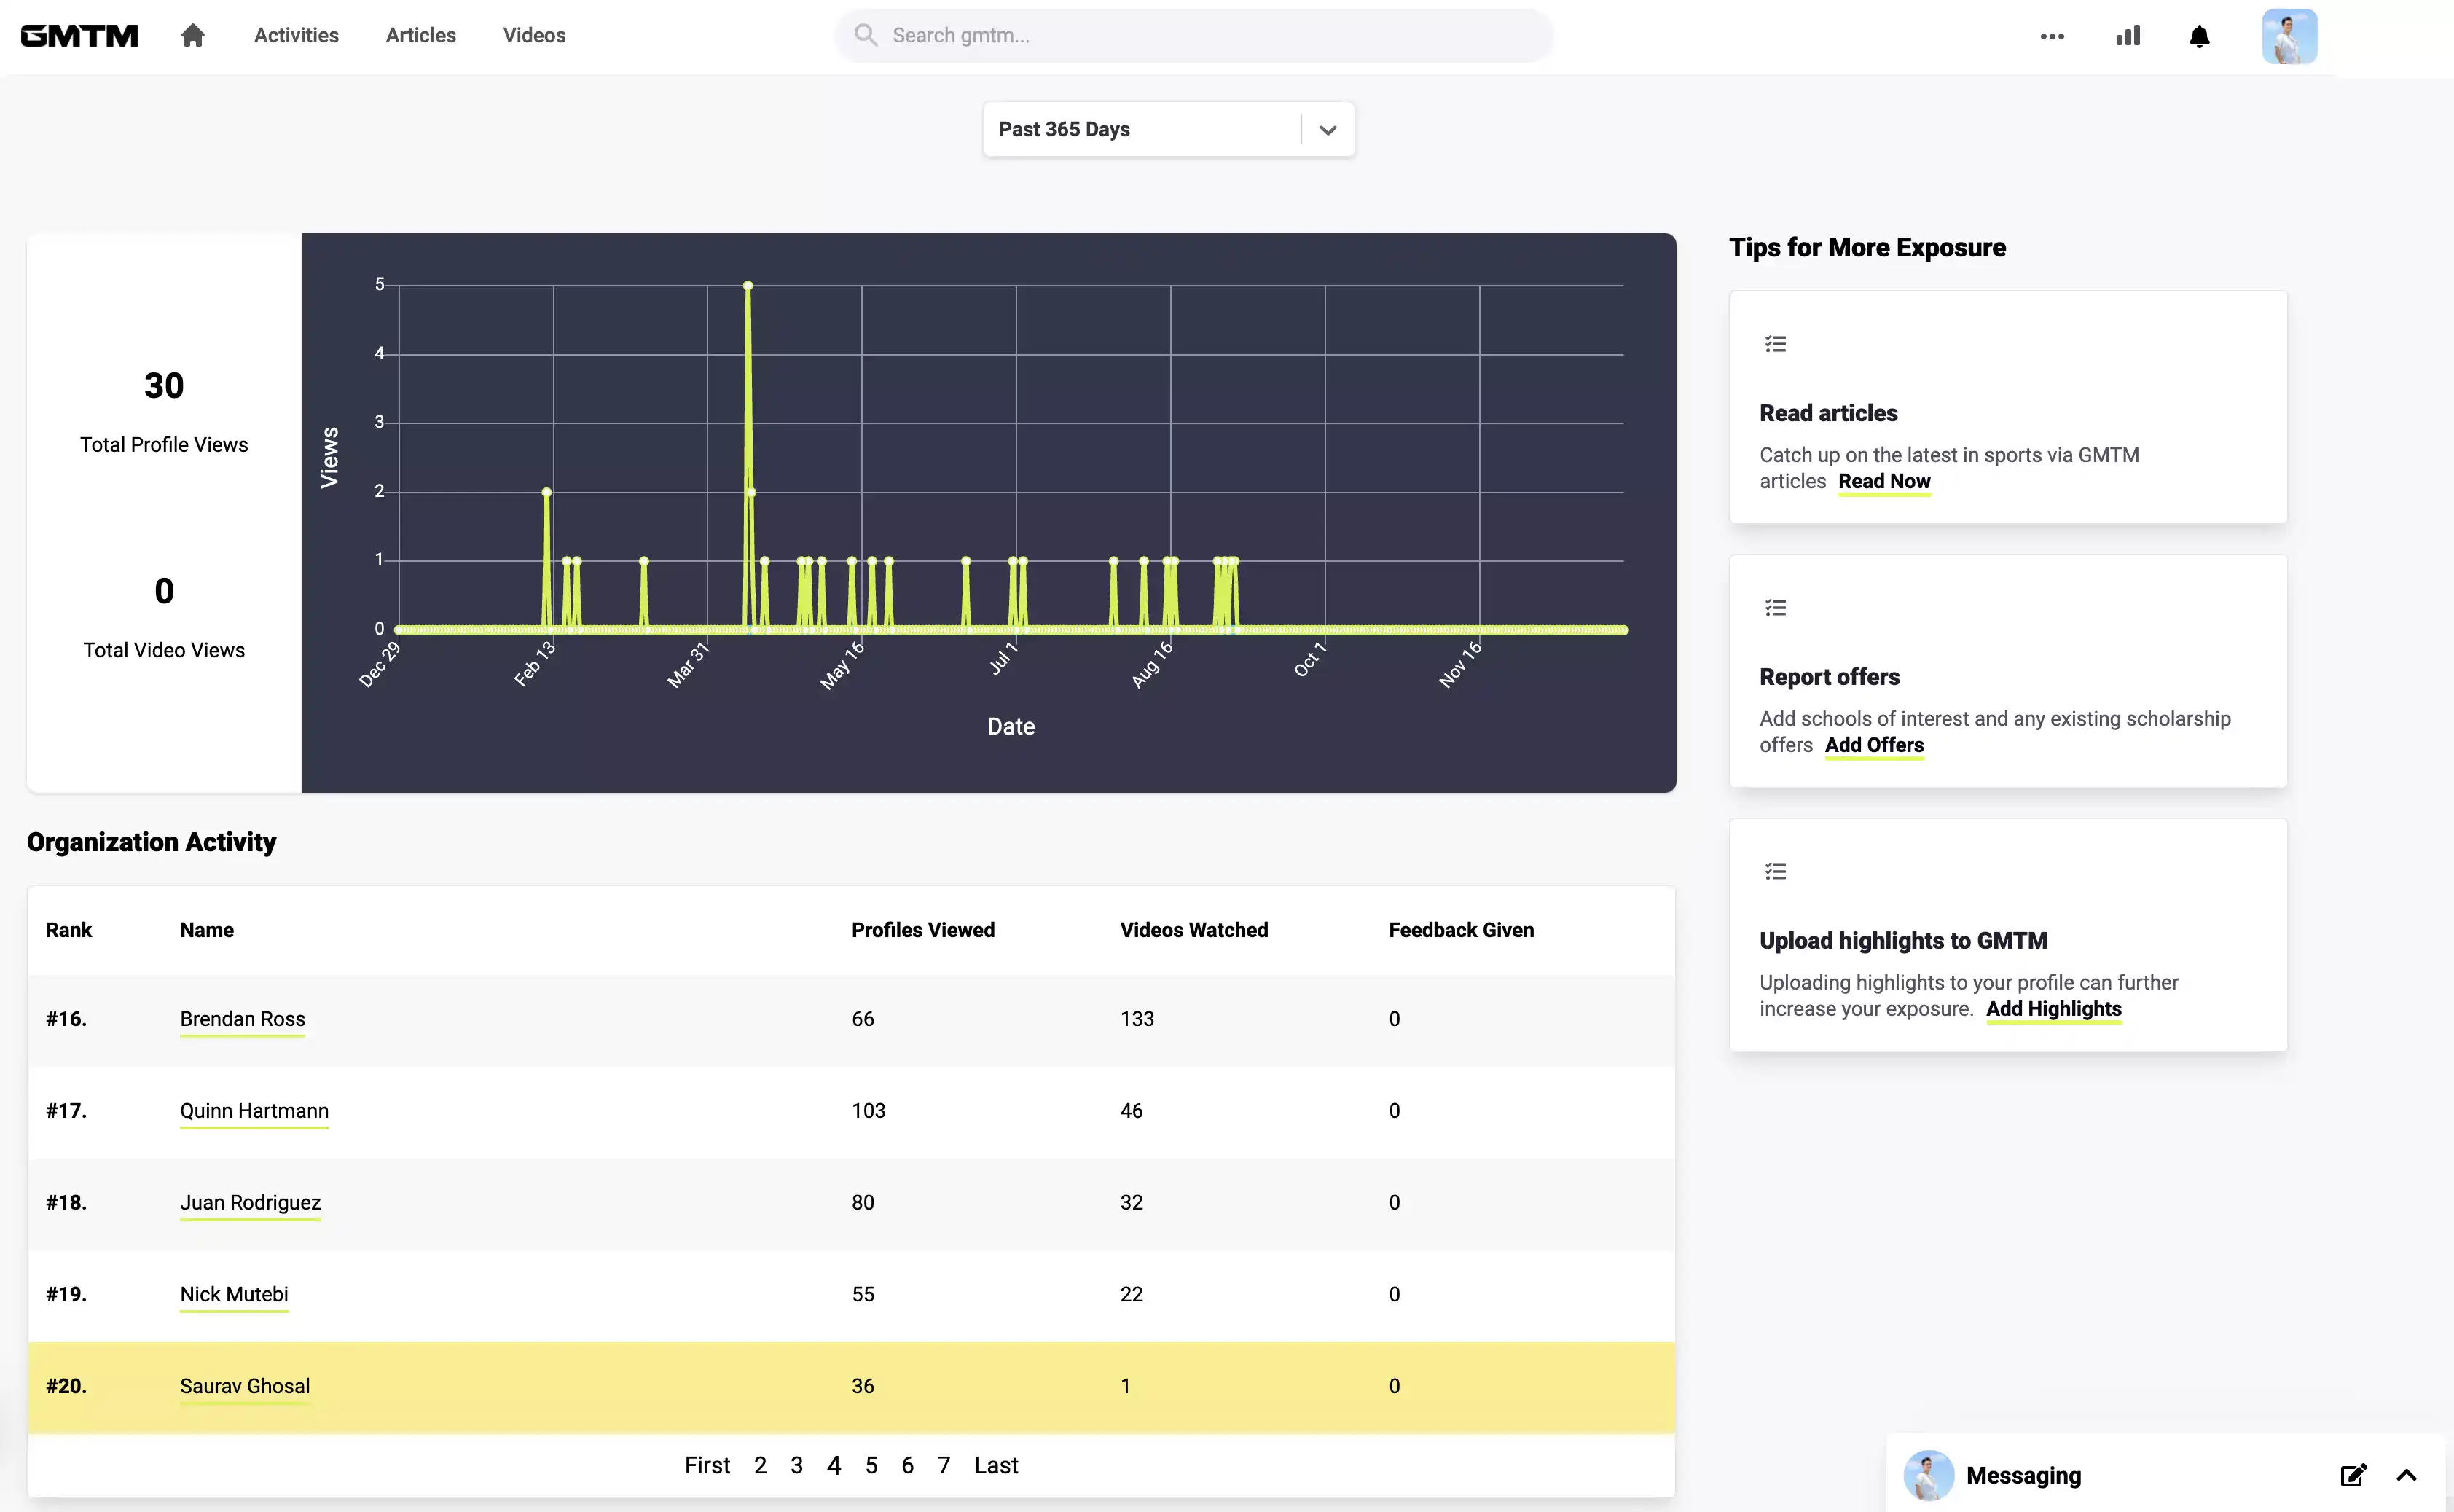 GMTM
Activities
Articles
Videos
Search gmtm...
Past 365 Days
30
Total Profile Views
0
Total Video Views
Views
5
4
3
2
1
0
Dec 29
Feb 13
Mar 31
May 16
Jul 1
Aug 16
Oct 1
Nov 16
Date
Tips for More Exposure
Read articles
Catch up on the latest in sports via GMTM
articles Read Now
Report offers
Add schools of interest and any existing scholarship
offers Add Offers
Upload highlights to GMTM
Uploading highlights to your profile can further
increase your exposure. Add Highlights
Organization Activity
Rank Name Profiles Viewed Videos Watched Feedback Given
#16. Brendan Ross 66 133 0
#17. Quinn Hartmann 103 46 0
#18. Juan Rodriguez 80 32 0
#19. Nick Mutebi 55 22 0
#20. Saurav Ghosal 36 1 0
First 2 3 4 5 6 7 Last
Messaging